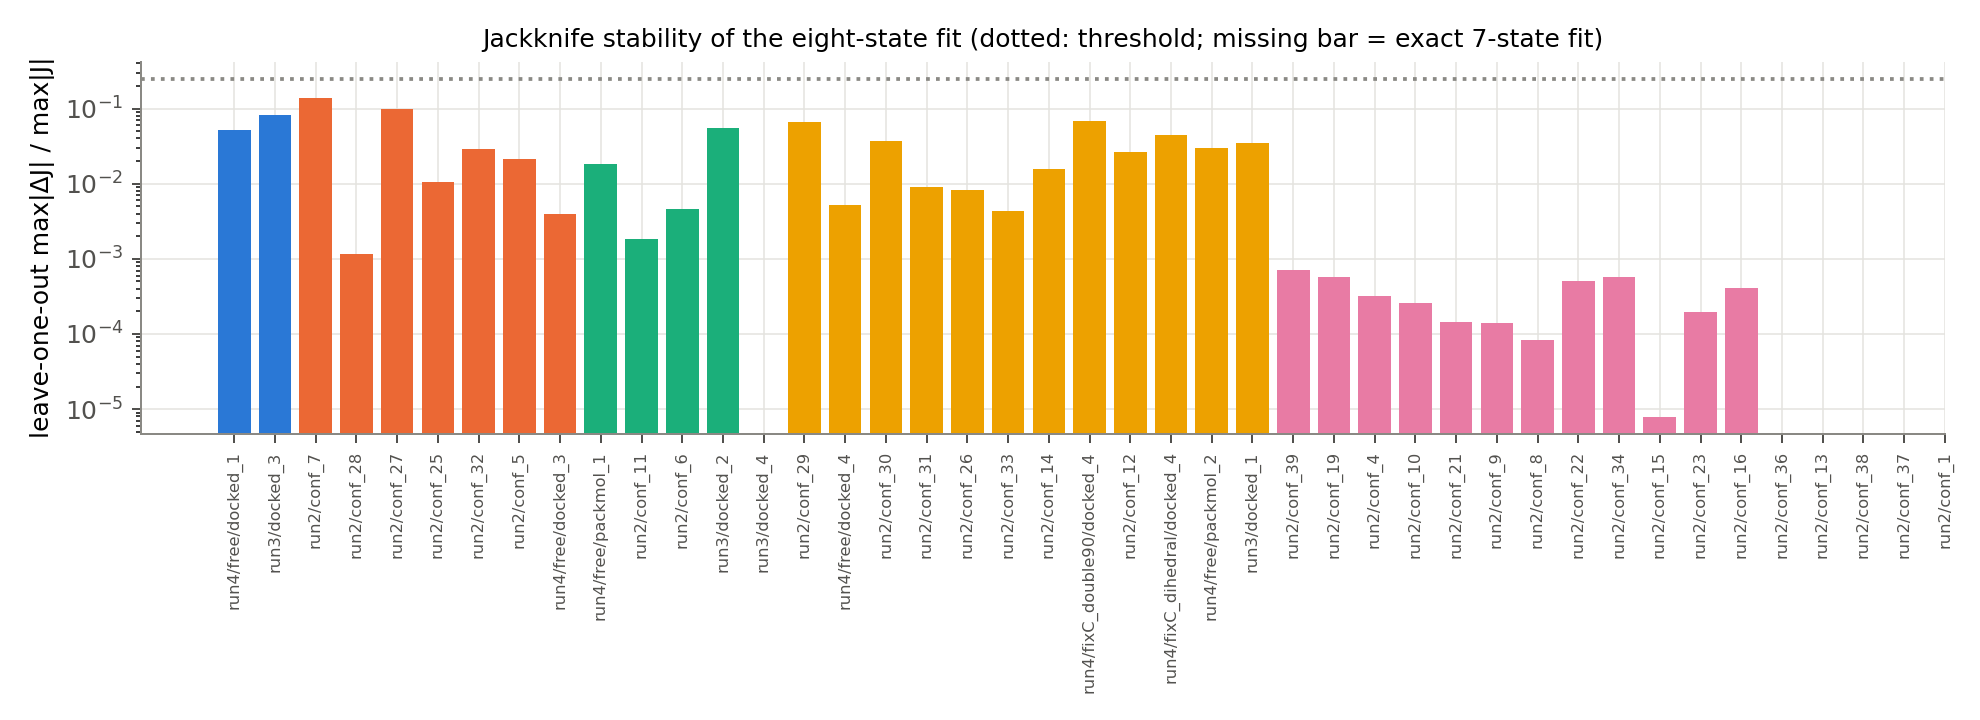 Jackknife stability of the eight-state fit (dotted: threshold; missing bar = exact 7-state fit)
leave-one-out max|ΔJ| / max|J|
10⁻¹
10⁻²
10⁻³
10⁻⁴
10⁻⁵
run4/free/docked_1
run3/docked_3
run2/conf_7
run2/conf_28
run2/conf_27
run2/conf_25
run2/conf_32
run2/conf_5
run4/free/docked_3
run4/free/packmol_1
run2/conf_11
run2/conf_6
run3/docked_2
run3/docked_4
run2/conf_29
run4/free/docked_4
run2/conf_30
run2/conf_31
run2/conf_26
run2/conf_33
run2/conf_14
run4/fixC_double90/docked_4
run2/conf_12
run4/fixC_dihedral/docked_4
run4/free/packmol_2
run3/docked_1
run2/conf_39
run2/conf_19
run2/conf_4
run2/conf_10
run2/conf_21
run2/conf_9
run2/conf_8
run2/conf_22
run2/conf_34
run2/conf_15
run2/conf_23
run2/conf_16
run2/conf_36
run2/conf_13
run2/conf_38
run2/conf_37
run2/conf_1